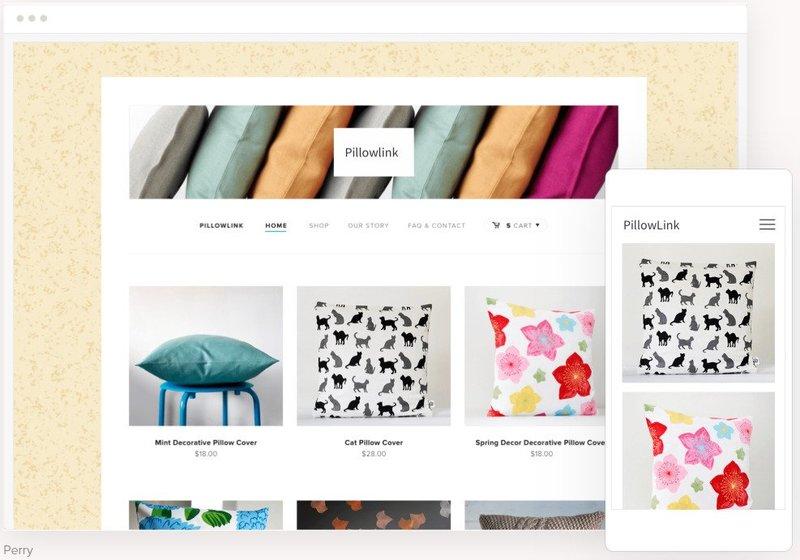 Pillowlink
PILLOWLINK HOME SHOP OUR STORY FAQ & CONTACT 5 CART
Mint Decorative Pillow Cover
$18.00
Cat Pillow Cover
$28.00
Spring Decor Decorative Pillow Cove
$18.00
PillowLink
Perry